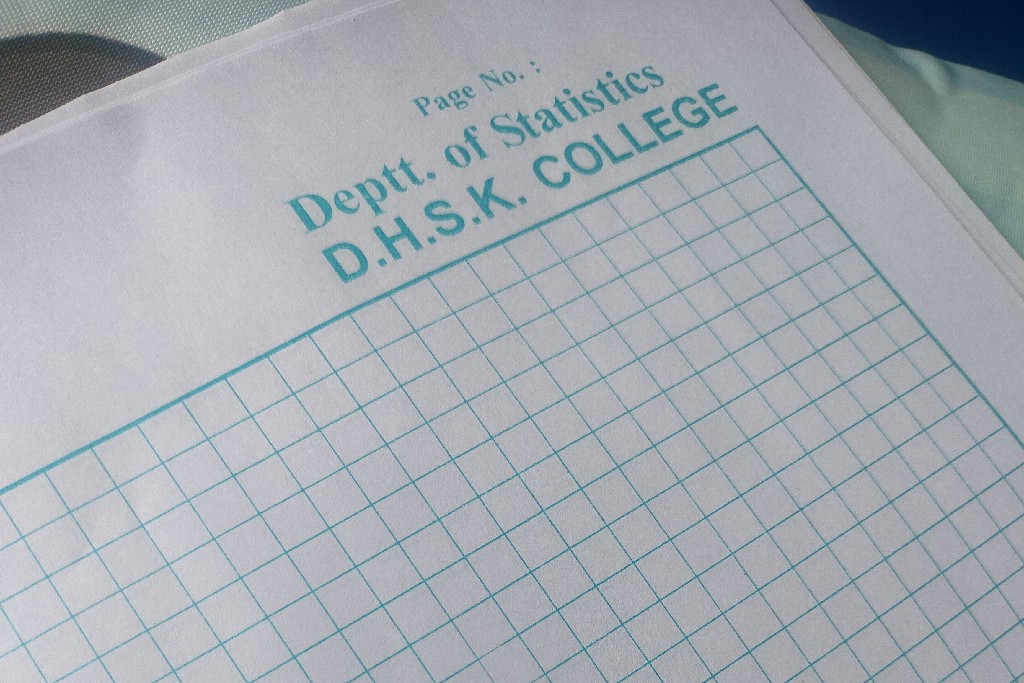 Page No. :
Deptt. of Statistics
D.H.S.K. COLLEGE